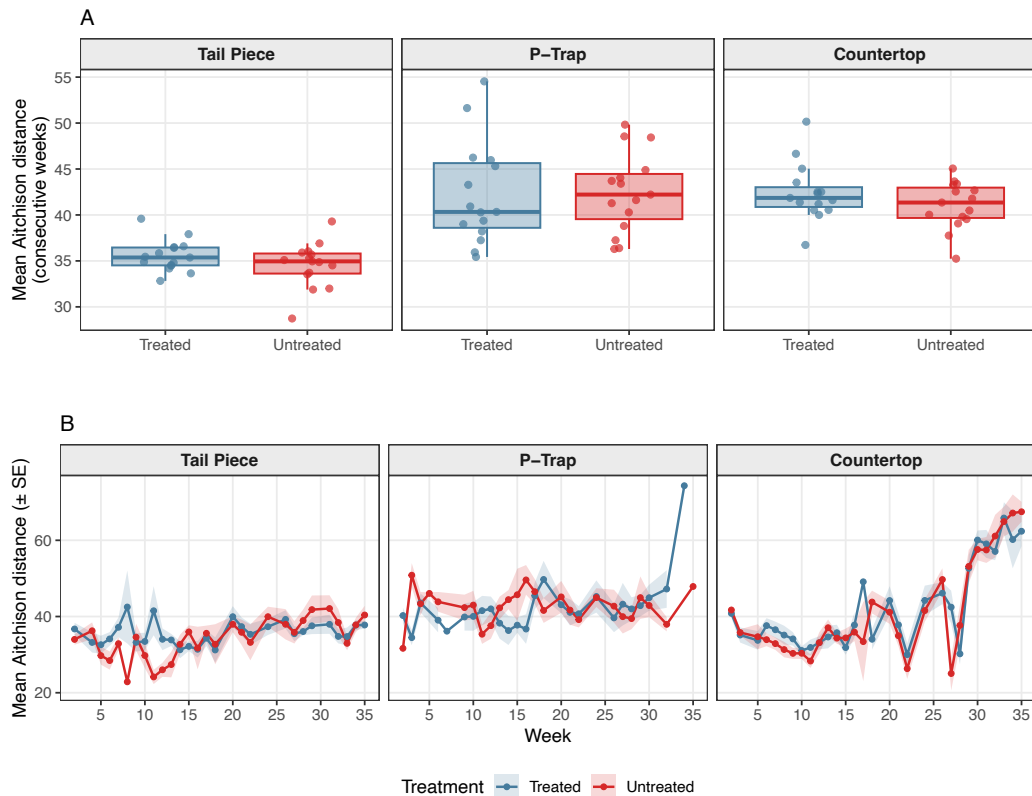 A
Tail Piece
P−Trap
Countertop
Mean Aitchison distance
(consecutive weeks)
55
50
45
40
35
30
Treated
Untreated
Treated
Untreated
Treated
Untreated
B
Tail Piece
P−Trap
Countertop
Mean Aitchison distance (± SE)
60
40
20
5 10 15 20 25 30 35
5 10 15 20 25 30 35
5 10 15 20 25 30 35
Week
Treatment Treated Untreated